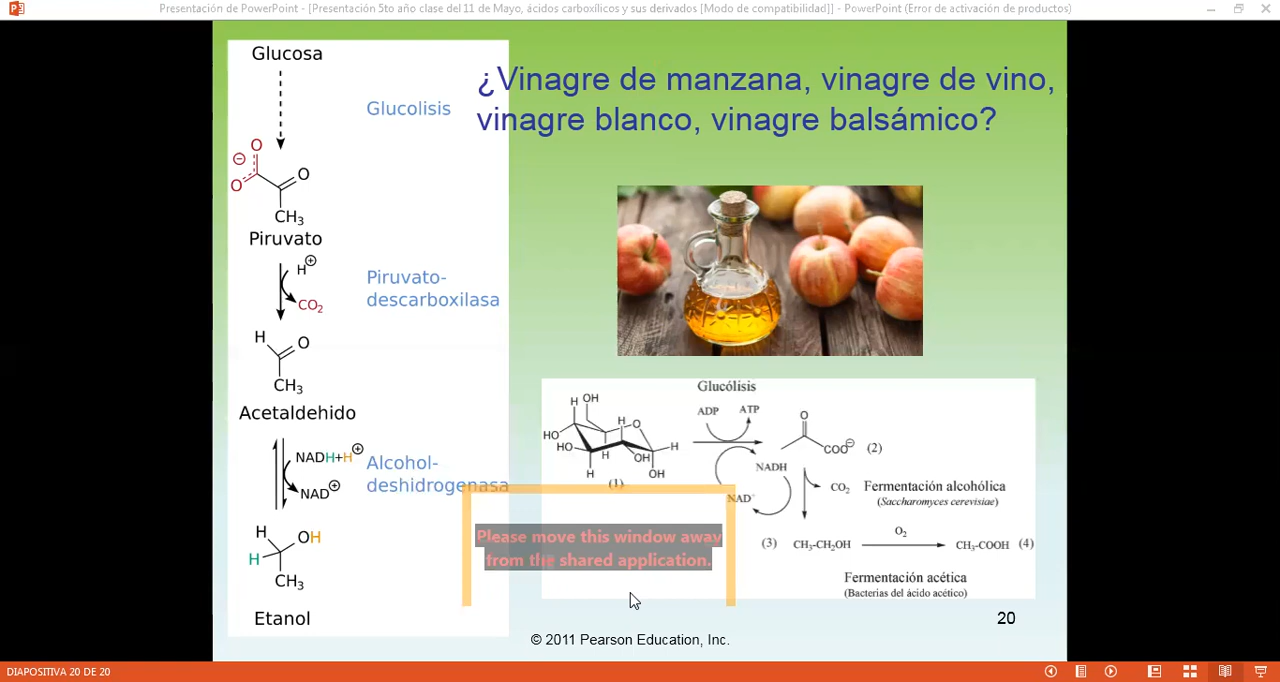 Presentación de PowerPoint - [Presentación 5to año clase del 11 de Mayo, ácidos carboxílicos y sus derivados [Modo de compatibilidad]] - PowerPoint (Error de activación de productos)
¿Vinagre de manzana, vinagre de vino,
vinagre blanco, vinagre balsámico?
Glucosa
Glucolisis
O
⊖
O
O
CH3
Piruvato
H⊕
CO2
Piruvato-
descarboxilasa
H
O
CH3
Acetaldehido
NADH+H⊕
NAD⊕
Alcohol-
deshidrogenasa
H
OH
H
CH3
Etanol
Glucólisis
H OH
H
O
HO
HO
H
H
OH
H
OH
(1)
ADP
ATP
NADH
NAD+
O
COO⊖
(2)
CO2
Fermentación alcohólica
(Saccharomyces cerevisiae)
(3)
CH3-CH2OH
O2
CH3-COOH
(4)
Fermentación acética
(Bacterias del ácido acético)
Please move this window away
from the shared application.
20
© 2011 Pearson Education, Inc.
DIAPOSITIVA 20 DE 20